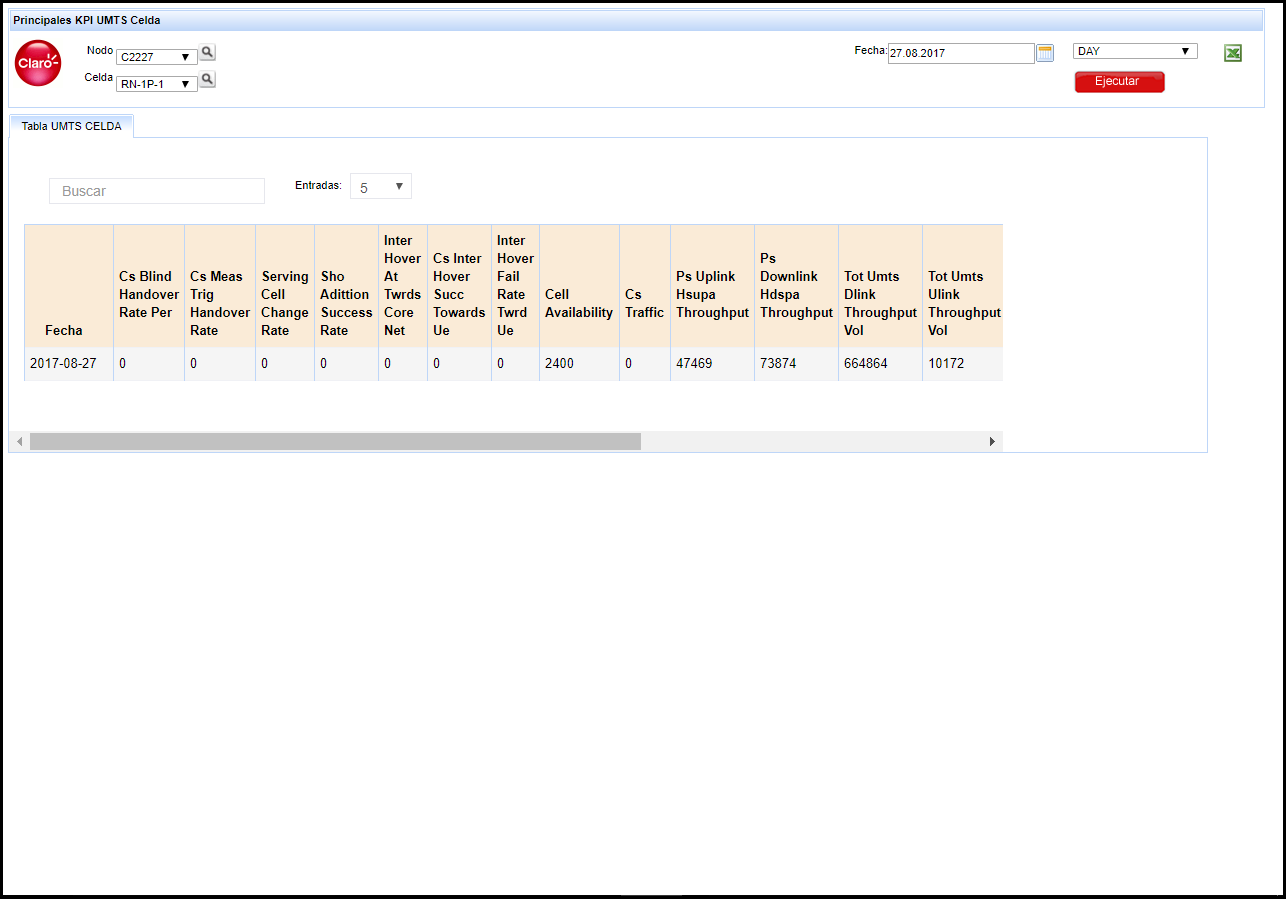 Principales KPI UMTS Celda
Claro
Nodo C2227
Fecha: 27.08.2017 DAY
Celda RN-1P-1
Ejecutar
Tabla UMTS CELDA
Buscar Entradas: 5
Fecha
Cs Blind
Handover
Rate Per
Cs Meas
Trig
Handover
Rate
Serving
Cell
Change
Rate
Sho
Adittion
Success
Rate
Inter
Hover
At
Twrds
Core
Net
Cs Inter
Hover
Succ
Towards
Ue
Inter
Hover
Fail
Rate
Twrd
Ue
Cell
Availability
Cs
Traffic
Ps Uplink
Hsupa
Throughput
Ps
Downlink
Hdspa
Throughput
Tot Umts
Dlink
Throughput
Vol
Tot Umts
Ulink
Throughput
Vol
2017-08-27 0 0 0 0 0 0 0 2400 0 47469 73874 664864 10172